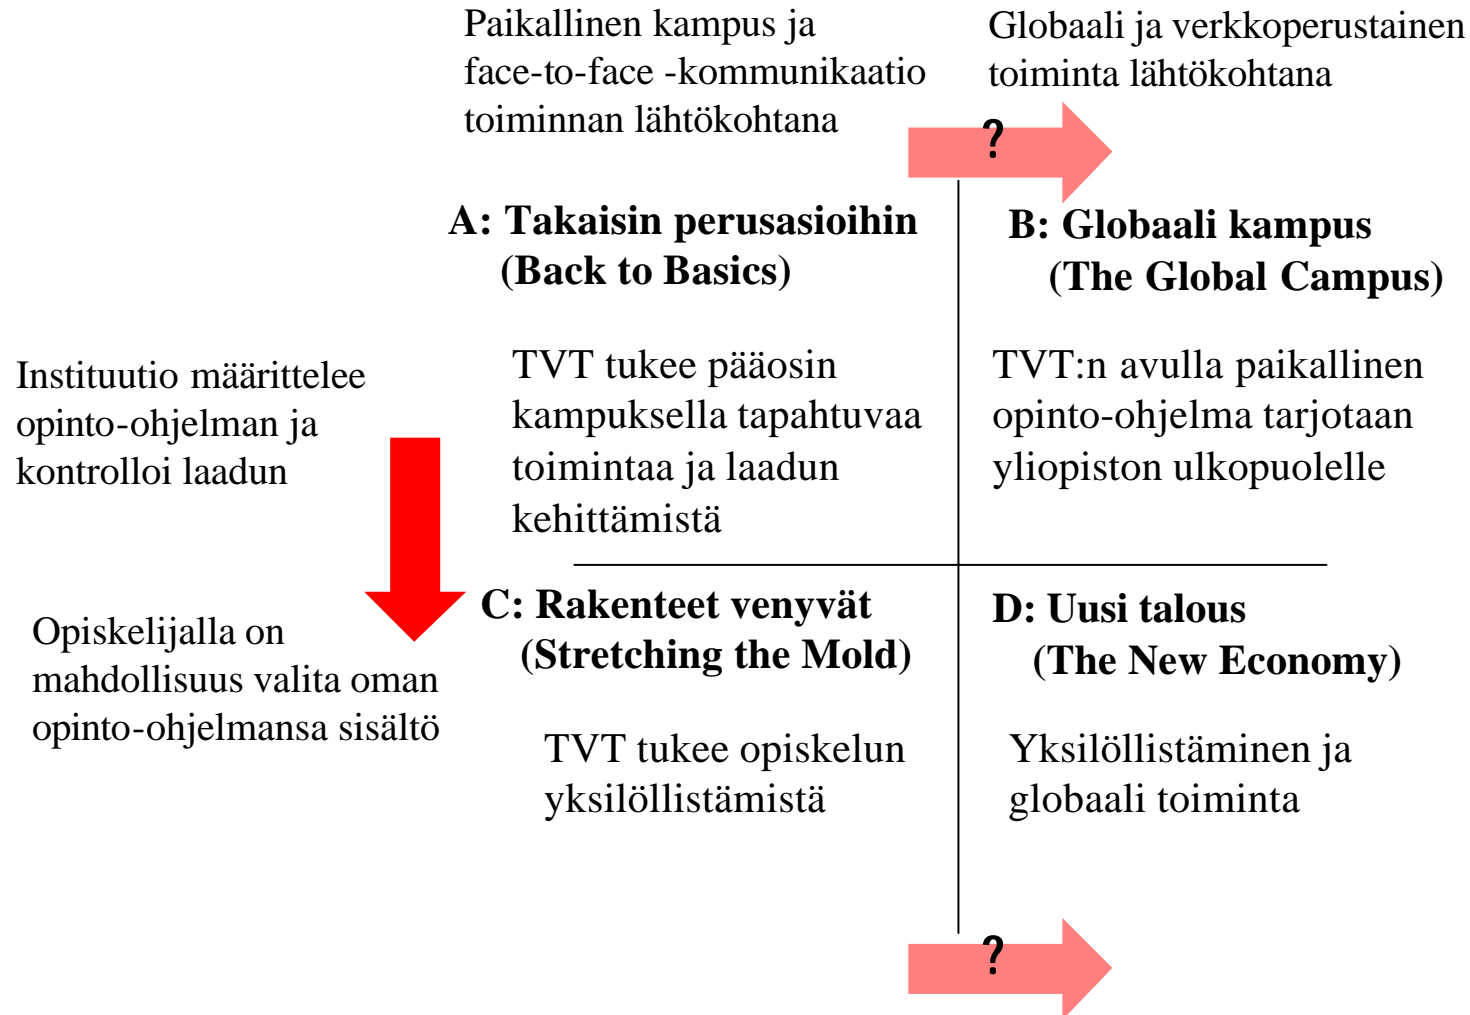 Paikallinen kampus ja
face-to-face -kommunikaatio
toiminnan lähtökohtana
Globaali ja verkkoperustainen
toiminta lähtökohtana
?
A: Takaisin perusasioihin
(Back to Basics)
B: Globaali kampus
(The Global Campus)
Instituutio määrittelee
opinto-ohjelman ja
kontrolloi laadun
TVT tukee pääosin
kampuksella tapahtuvaa
toimintaa ja laadun
kehittämistä
TVT:n avulla paikallinen
opinto-ohjelma tarjotaan
yliopiston ulkopuolelle
Opiskelijalla on
mahdollisuus valita oman
opinto-ohjelmansa sisältö
C: Rakenteet venyvät
(Stretching the Mold)
D: Uusi talous
(The New Economy)
TVT tukee opiskelun
yksilöllistämistä
Yksilöllistäminen ja
globaali toiminta
?